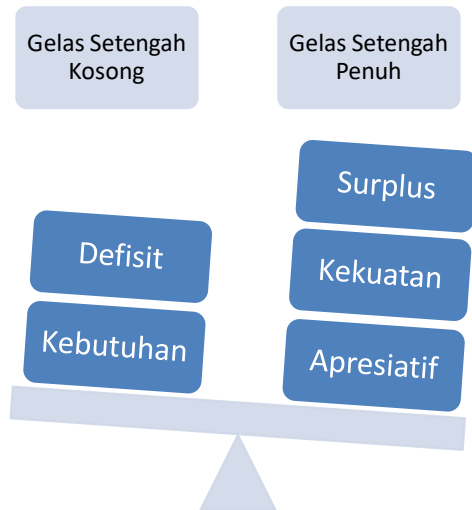 Gelas Setengah
Kosong
Gelas Setengah
Penuh
Surplus
Defisit
Kekuatan
Kebutuhan
Apresiatif